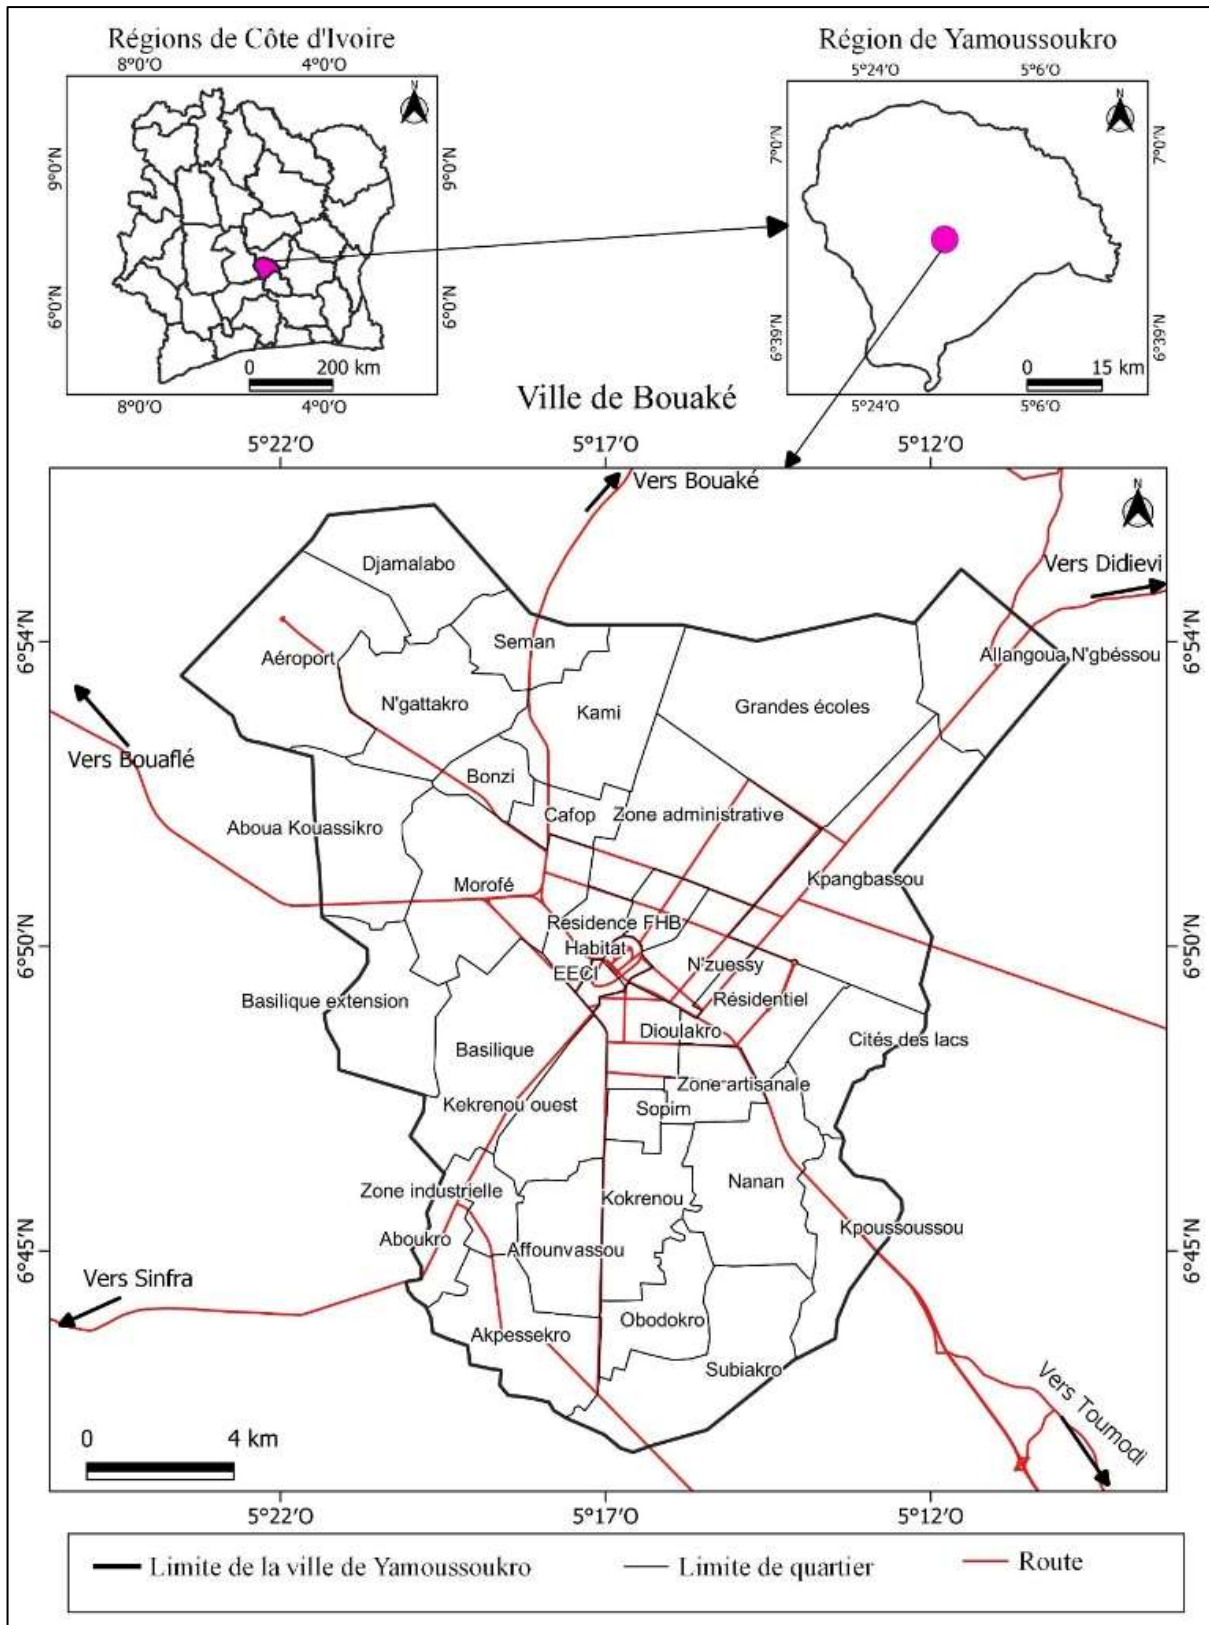 Régions de Côte d'Ivoire
8°0′O 4°0′O
N
9°0′N 9°0′N
6°0′N 6°0′N
0 200 km
8°0′O 4°0′O
Région de Yamoussoukro
5°24′O 5°6′O
N
7°0′N 7°0′N
6°39′N 6°39′N
0 15 km
5°24′O 5°6′O
Ville de Bouaké
5°22′O 5°17′O 5°12′O
Vers Bouaké
N
Djamalabo
Vers Didievi
6°54′N 6°54′N
Seman
Aéroport
Allangoua N'gbéssou
N'gattakro
Kami
Grandes écoles
Vers Bouaflé
Bonzi
Cafop
Zone administrative
Aboua Kouassikro
Morofé
Kpangbassou
Résidence FHB
6°50′N 6°50′N
Habitat
EECI
N'zuessy
Basilique extension
Résidentiel
Dioulakro
Cités des lacs
Basilique
Zone artisanale
Kekrenou ouest
Sopim
Zone industrielle
Kokrenou
Nanan
Kpoussoussou
Aboukro
Affounvassou
6°45′N 6°45′N
Vers Sinfra
Obodokro
Akpessekro
Subiakro
Vers Toumodi
0 4 km
5°22′O 5°17′O 5°12′O
Limite de la ville de Yamoussoukro
Limite de quartier
Route